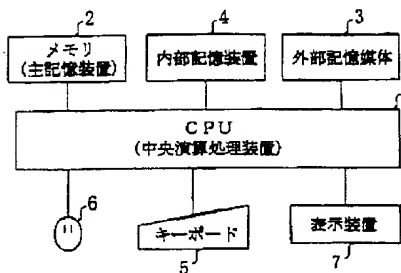 2
4
3
メモリ
(主記憶装置)
内部記憶装置
外部記憶媒体
CPU
(中央演算処理装置)
6
キーボード
5
表示装置
7